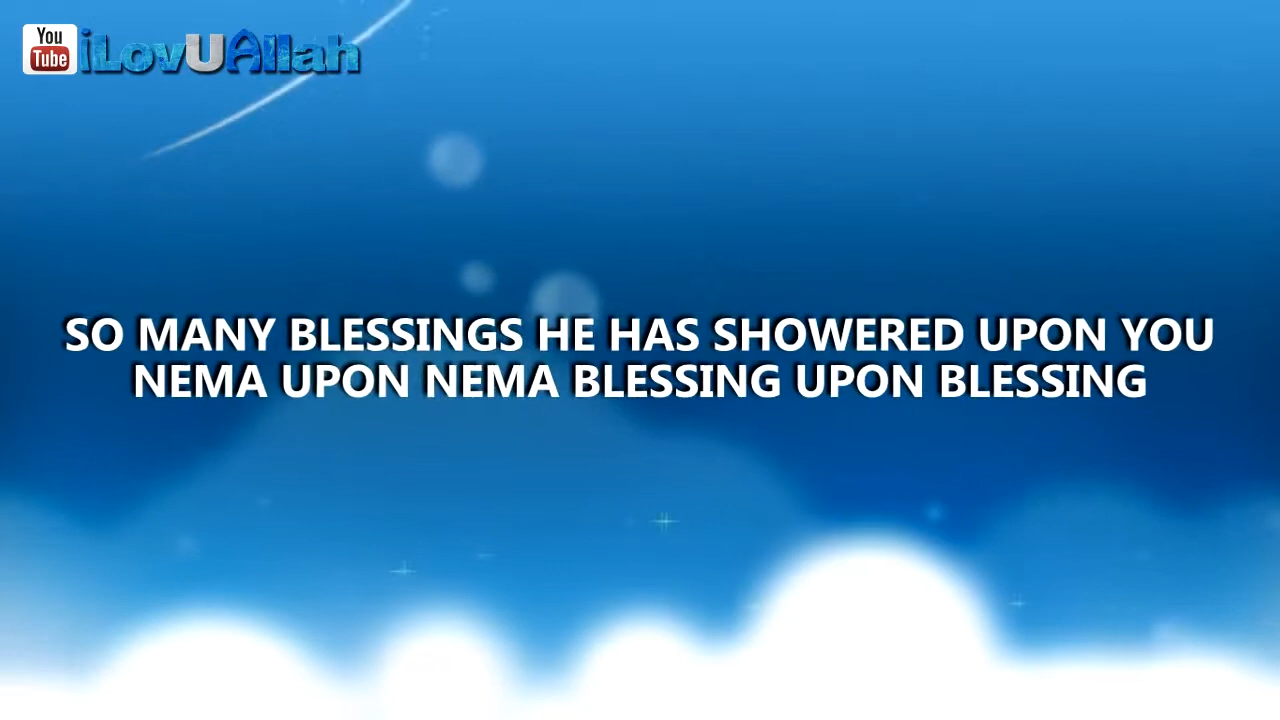 You Tube iLovUAllah
SO MANY BLESSINGS HE HAS SHOWERED UPON YOU
NEMA UPON NEMA BLESSING UPON BLESSING